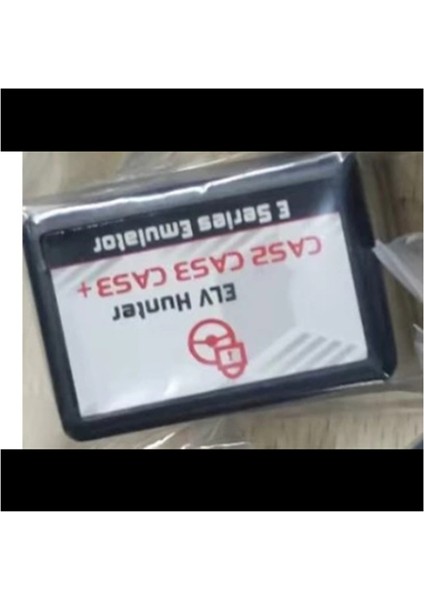 ELV Hunter
CAS2 CAS3 CAS3+
E Series Emulator